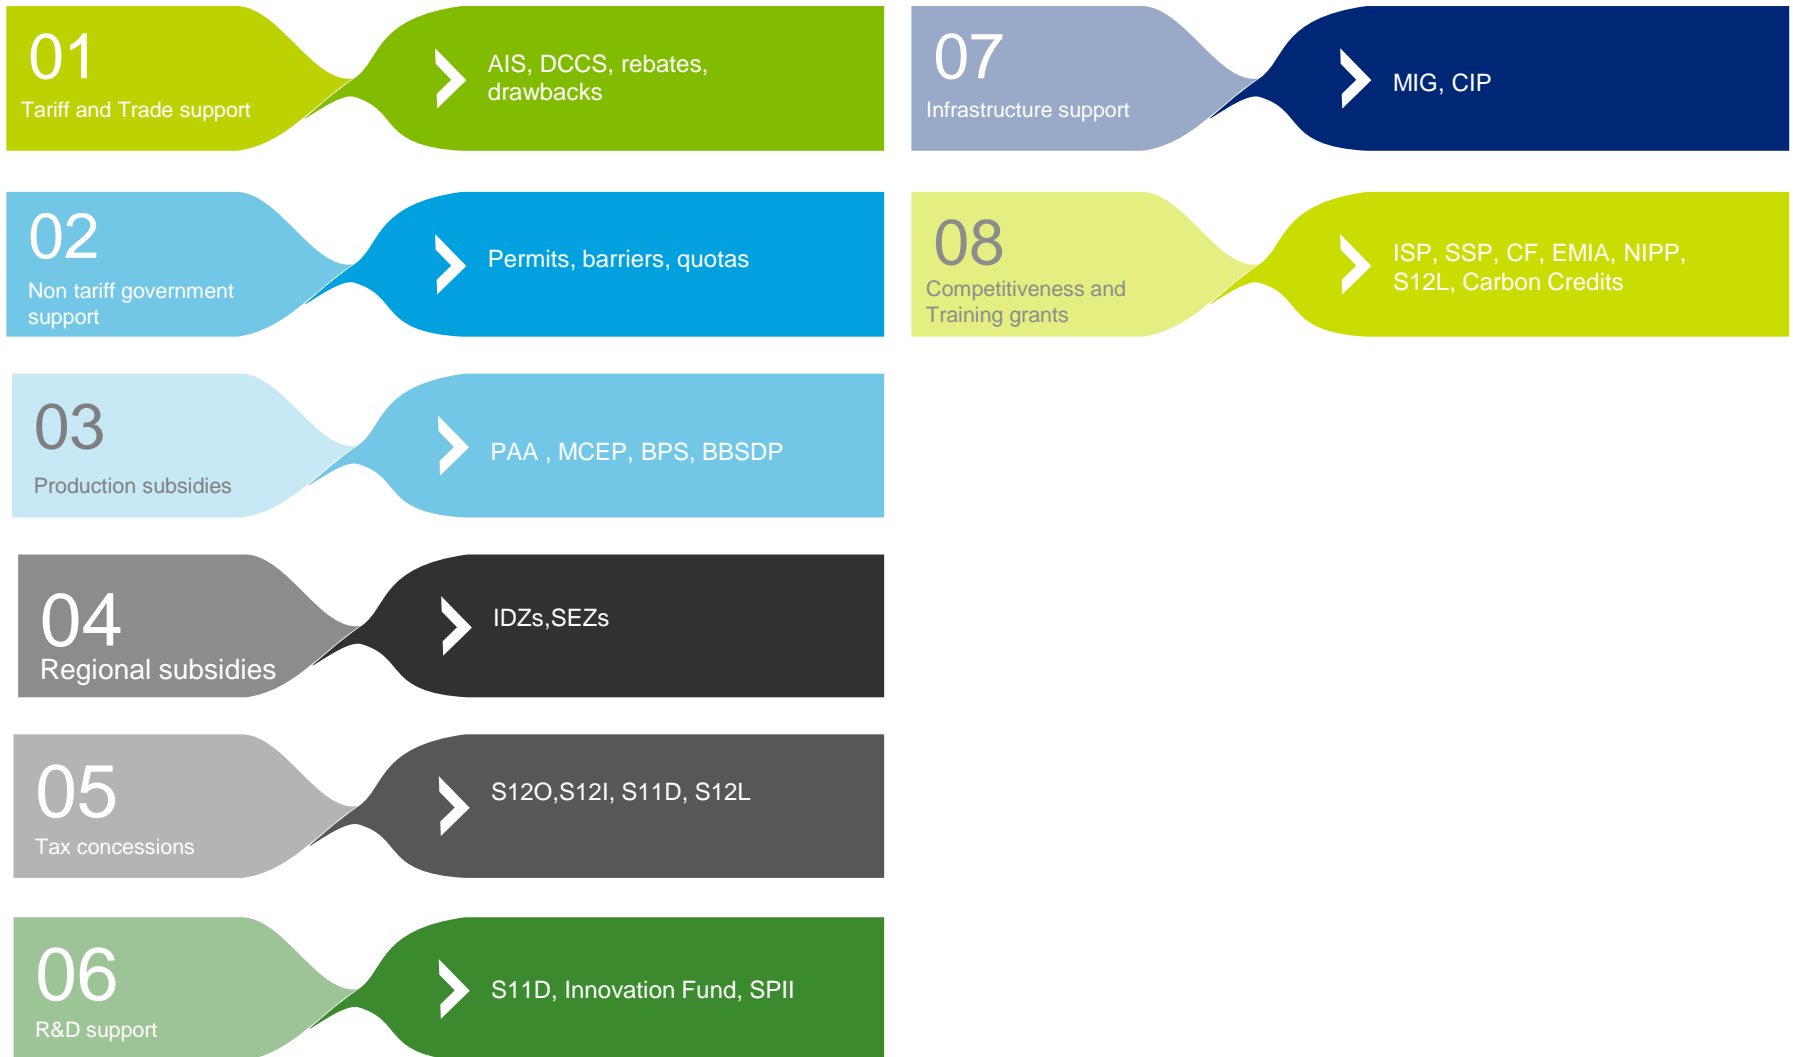 01
Tariff and Trade support
AIS, DCCS, rebates,
drawbacks
02
Non tariff government
support
Permits, barriers, quotas
03
Production subsidies
PAA , MCEP, BPS, BBSDP
04
Regional subsidies
IDZs,SEZs
05
Tax concessions
S12O,S12I, S11D, S12L
06
R&D support
S11D, Innovation Fund, SPII
07
Infrastructure support
MIG, CIP
08
Competitiveness and
Training grants
ISP, SSP, CF, EMIA, NIPP,
S12L, Carbon Credits